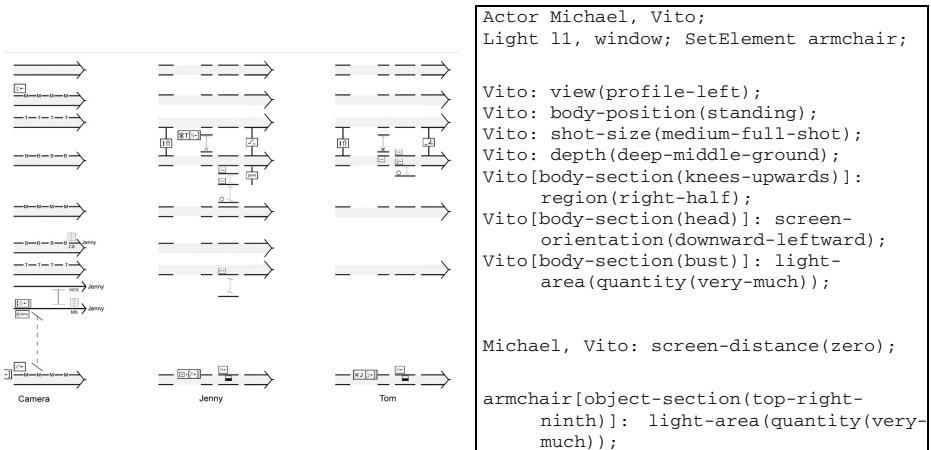 M—M—M—M
T—T—T—T
B—B—B—B
M—M—M—M
B—B—B—B
Jenny
CS
T—T—T—T
Jenny
WCS
Jenny
MS
M—M—M
Camera
Jenny
Tom
Actor Michael, Vito;
Light l1, window; SetElement armchair;
Vito: view(profile-left);
Vito: body-position(standing);
Vito: shot-size(medium-full-shot);
Vito: depth(deep-middle-ground);
Vito[body-section(knees-upwards)]:
region(right-half);
Vito[body-section(head)]: screen-
orientation(downward-leftward);
Vito[body-section(bust)]: light-
area(quantity(very-much));
Michael, Vito: screen-distance(zero);
armchair[object-section(top-right-
ninth)]: light-area(quantity(very-
much));